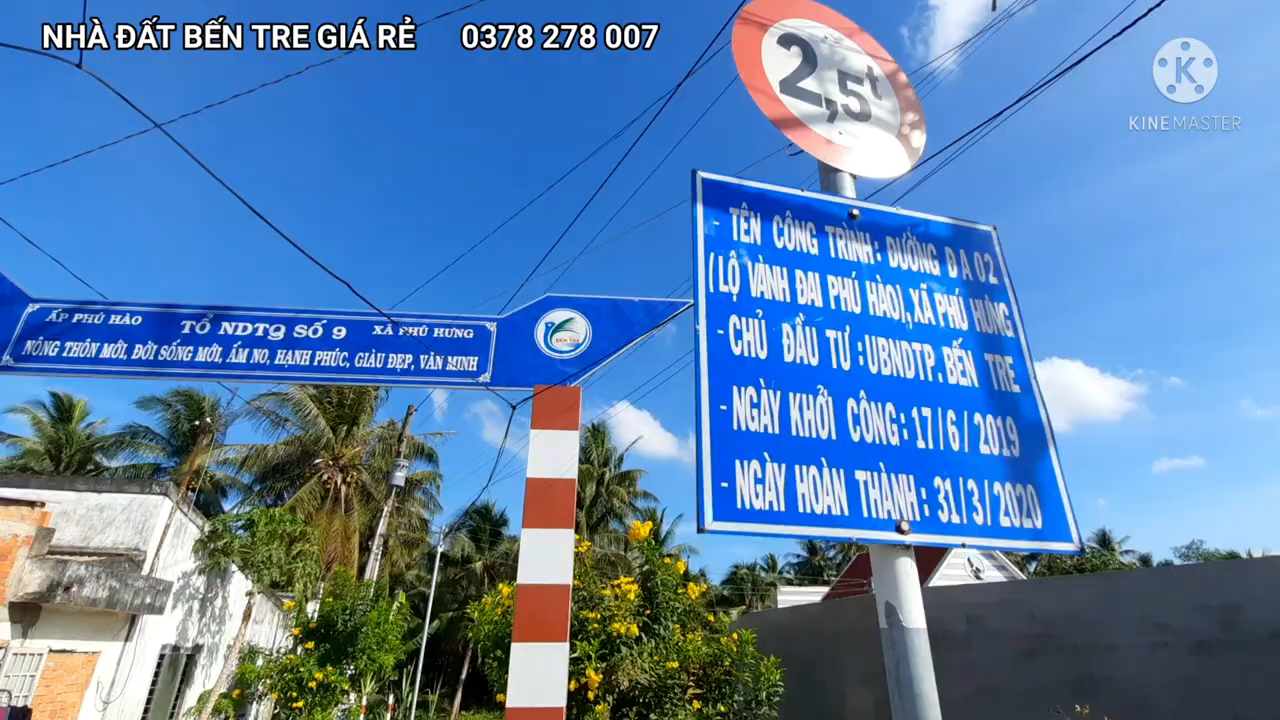 NHÀ ĐẤT BẾN TRE GIÁ RẺ 0378 278 007
KINEMASTER
2,5t
- TÊN CÔNG TRÌNH: ĐƯỜNG ĐA 02
(LỘ VÀNH ĐAI PHÚ HÀO), XÃ PHÚ HƯNG
- CHỦ ĐẦU TƯ: UBNDTP. BẾN TRE
- NGÀY KHỞI CÔNG: 17/6/2019
- NGÀY HOÀN THÀNH: 31/3/2020
ẤP PHÚ HÀO TỔ NDTQ SỐ 9 XÃ PHÚ HƯNG
NÔNG THÔN MỚI, ĐỜI SỐNG MỚI, ẤM NO, HẠNH PHÚC, GIÀU ĐẸP, VĂN MINH
BẾN TRE